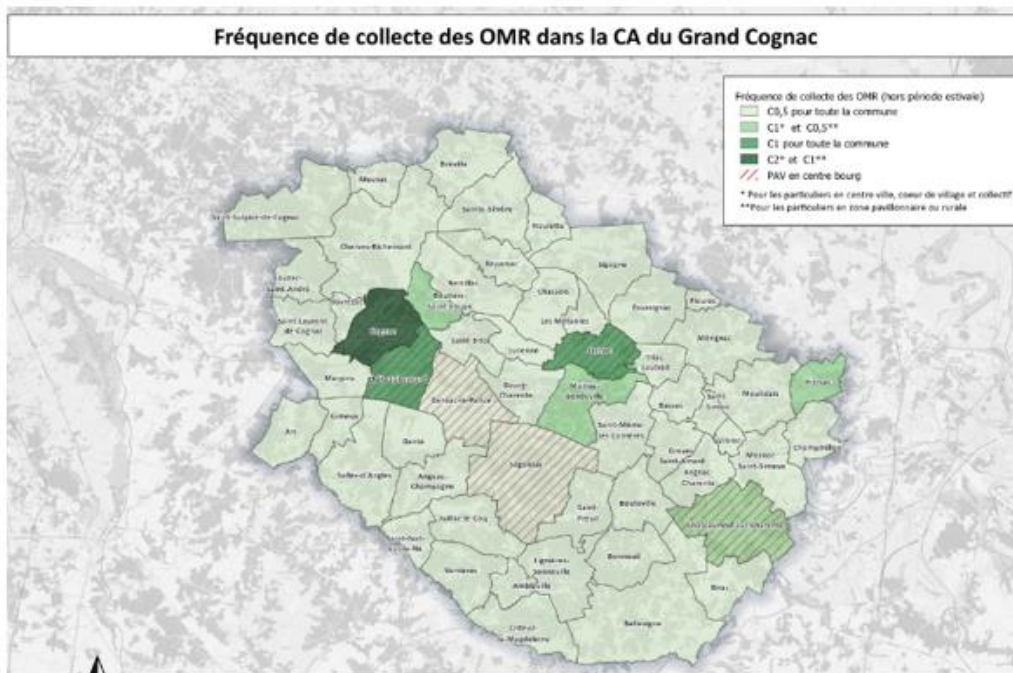 Fréquence de collecte des OMR dans la CA du Grand Cognac
Fréquence de collecte des OMR (hors période estivale)
C0,5 pour toute la commune
C1* et C0,5**
C1 pour toute la commune
C2* et C1**
PAV en centre bourg
* Pour les particuliers en centre ville, coeur de village et collectif
**Pour les particuliers en zone pavillonnaire ou rurale
Bréville
Mesnac
Saint-Sulpice-de-Cognac
Sainte-Sévère
Houlette
Cherves-Richemont
Réparsac
Sigogne
Nercillac
Louzac-
Saint-André
Boutiers-
Saint-Trojan
Chassors
Foussignac
Fleurac
Les Métairies
Saint-Laurent
de-Cognac
Cognac
Mérignac
Saint-Brice
Julienne
Jarnac
Triac-
Lautrait
Merpins
Bourg-
Charente
Mainxe-
Gondeville
Gensac-la-Pallue
Bassac
Saint-
Simon
Moulidars
Hiersac
Ars
Gimeux
Genté
Saint-Même-
les-Carrières
Champmillon
Graves-
Saint-Amant
Angeac-
Charente
Mosnac-
Saint-Simeux
Salles-d'Angles
Angeac-
Champagne
Segonzac
Saint-
Preuil
Bouteville
Châteauneuf-sur-Charente
Juillac-le-Coq
Verrières
Lignières-
Sonneville
Ambleville
Bonneuil
Birac
Criteuil-
la-Magdeleine
Bellevigne